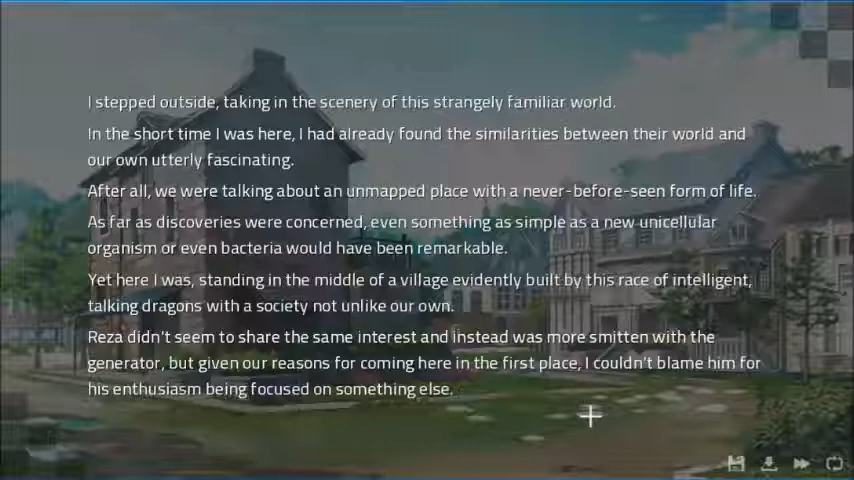 I stepped outside, taking in the scenery of this strangely familiar world.
In the short time I was here, I had already found the similarities between their world and
our own utterly fascinating.
After all, we were talking about an unmapped place with a never-before-seen form of life.
As far as discoveries were concerned, even something as simple as a new unicellular
organism or even bacteria would have been remarkable.
Yet here I was, standing in the middle of a village evidently built by this race of intelligent,
talking dragons with a society not unlike our own.
Reza didn't seem to share the same interest and instead was more smitten with the
generator, but given our reasons for coming here in the first place, I couldn't blame him for
his enthusiasm being focused on something else.